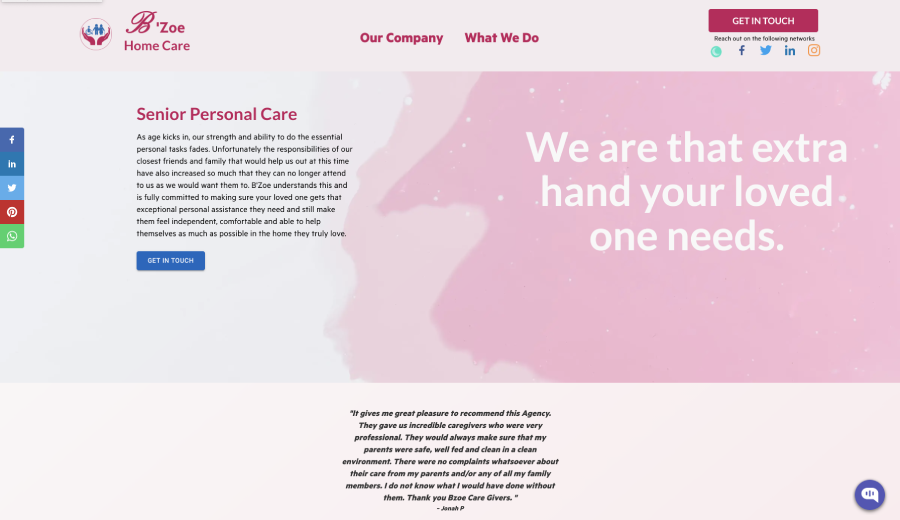 B'Zoe
Home Care
Our Company
What We Do
GET IN TOUCH
Reach out on the following networks
Senior Personal Care
As age kicks in, our strength and ability to do the essential
personal tasks fades. Unfortunately the responsibilities of our
closest friends and family that would help us out at this time
have also increased so much that they can no longer attend
to us as we would want them to. B'Zoe understands this and
is fully committed to making sure your loved one gets that
exceptional personal assistance they need and still make
them feel independent, comfortable and able to help
themselves as much as possible in the home they truly love.
GET IN TOUCH
We are that extra
hand your loved
one needs.
"It gives me great pleasure to recommend this Agency.
They gave us incredible caregivers who were very
professional. They would always make sure that my
parents were safe, well fed and clean in a clean
environment. There were no complaints whatsoever about
their care from my parents and/or any of all my family
members. I do not know what I would have done without
them. Thank you Bzoe Care Givers. "
- Jonah P